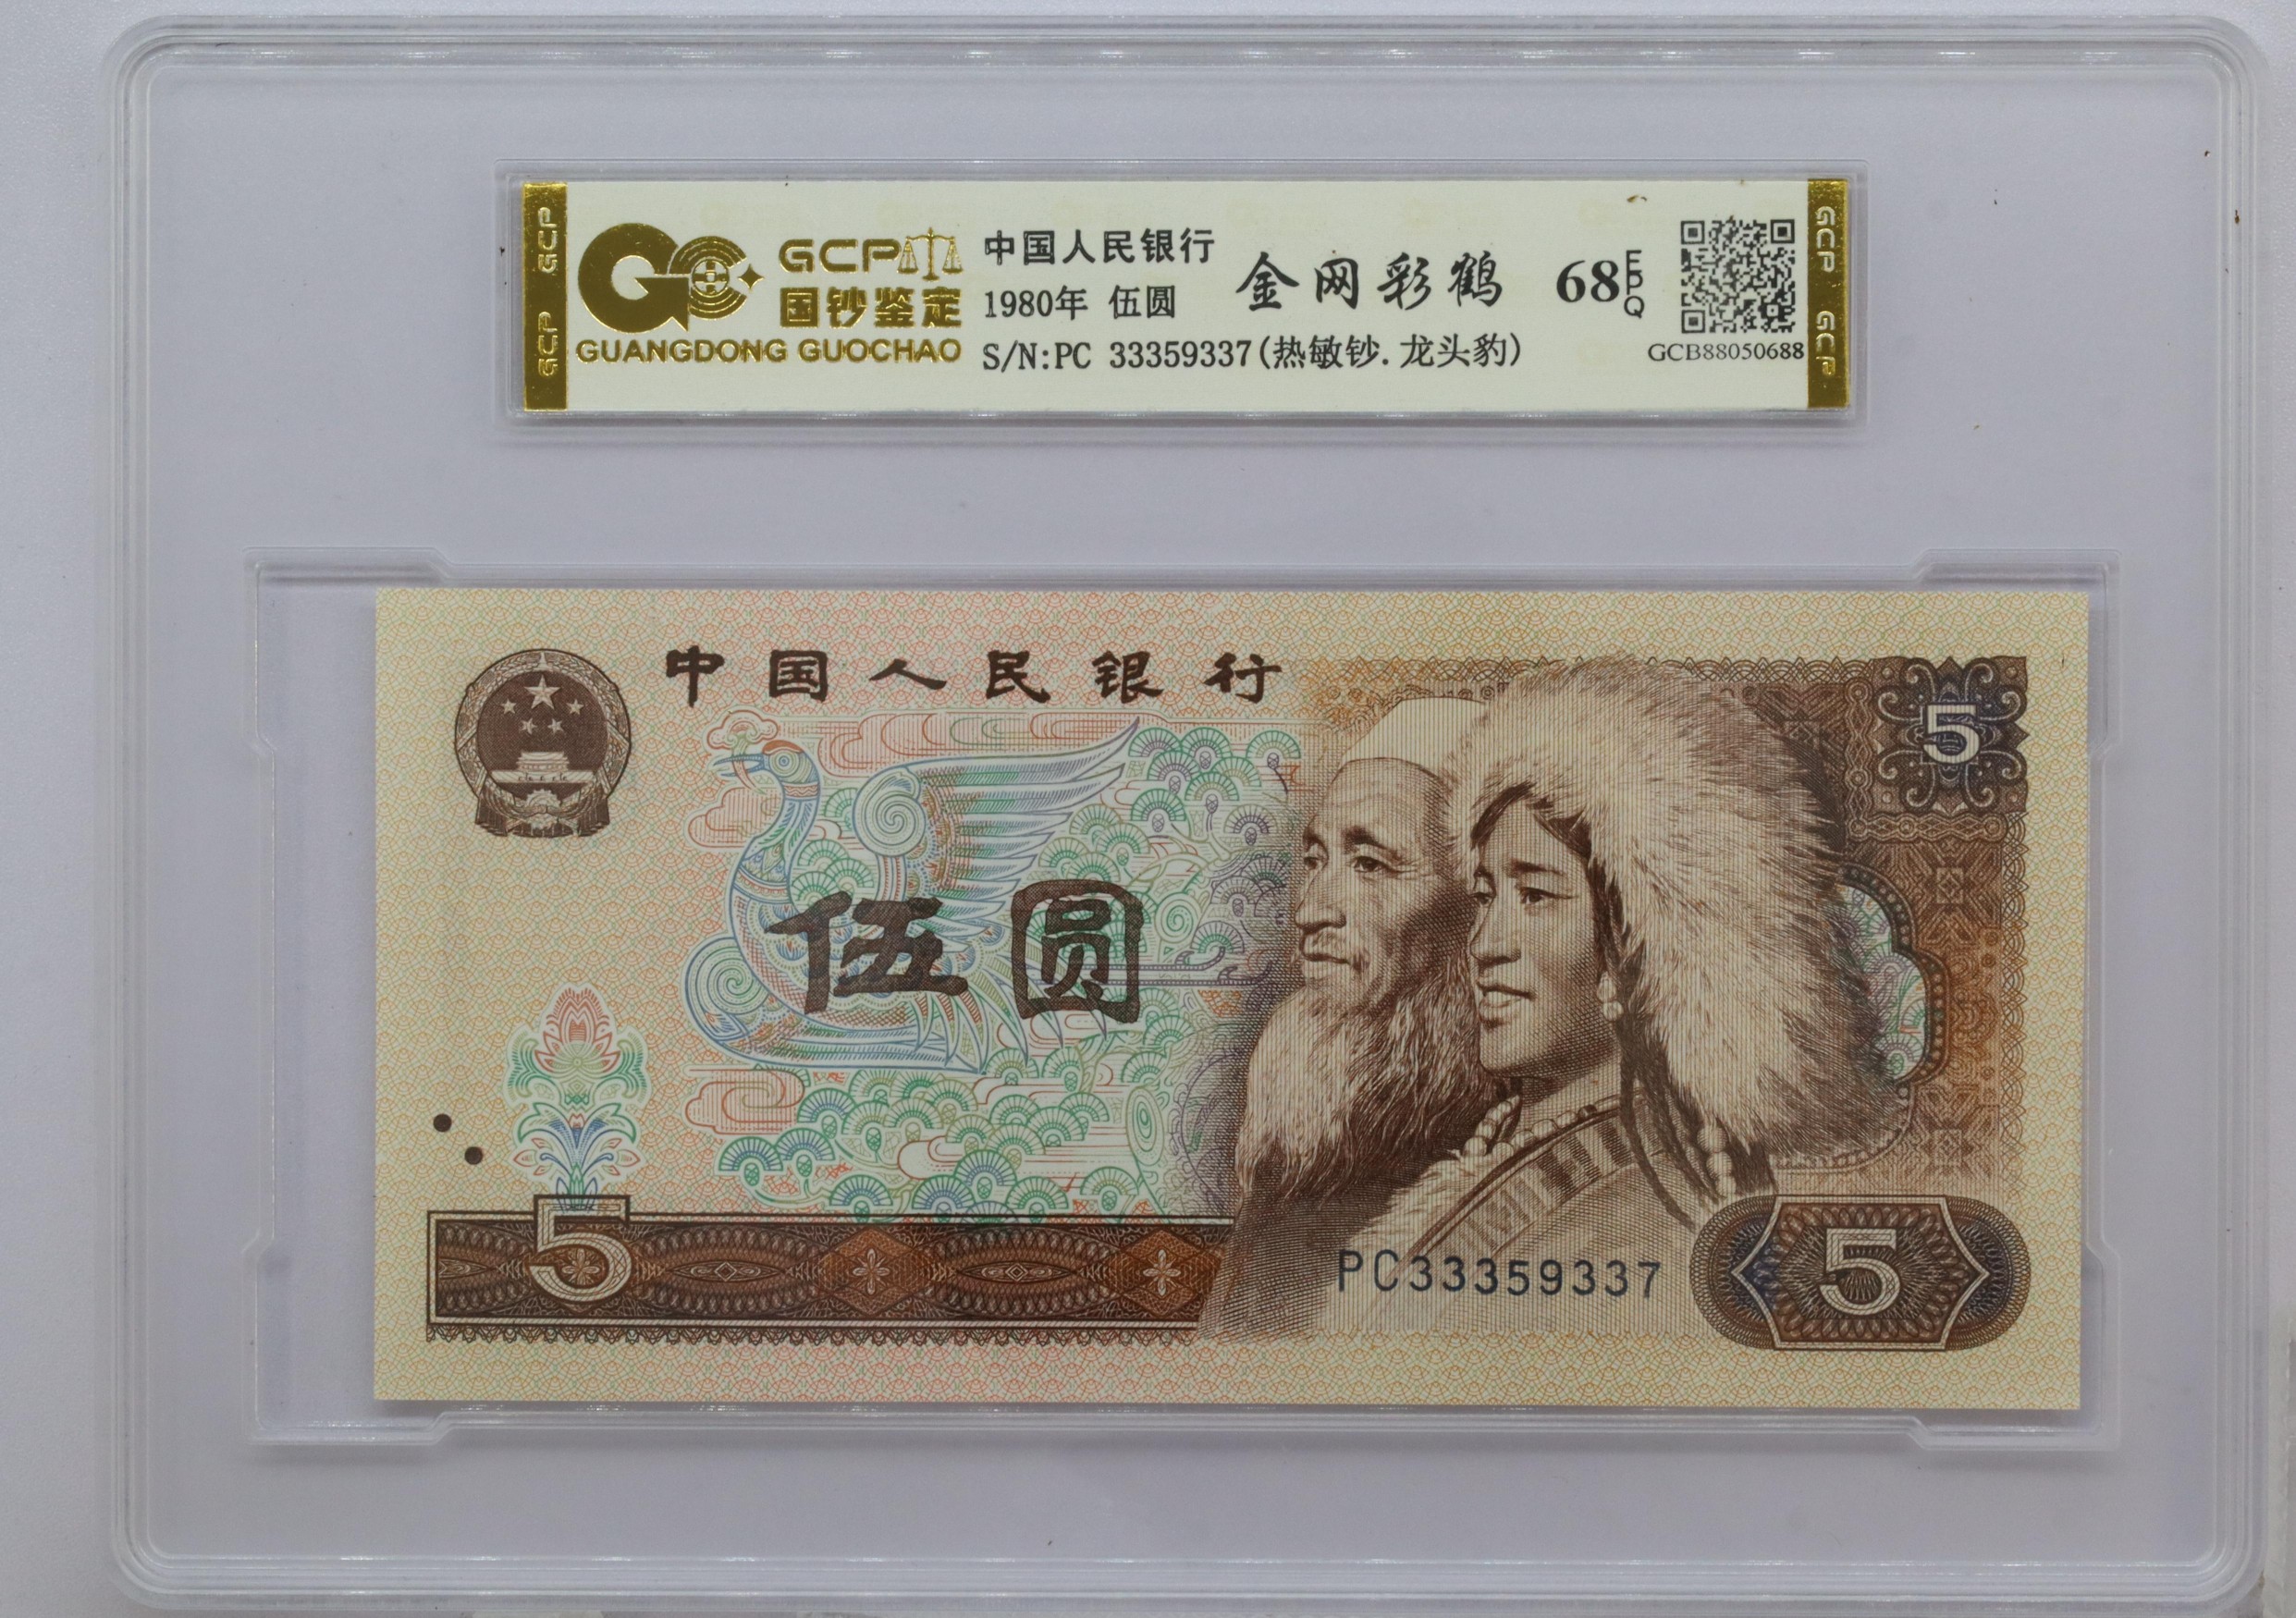 GCP GCP
GCP
国钞鉴定
GUANGDONG GUOCHAO
中国人民银行
1980年 伍圆
S/N:PC 33359337(热敏钞.龙头豹)
金网彩鹤
68 EPQ
GCB88050688
GCP GCP
中国人民银行
5
伍圆
5
PC33359337
5